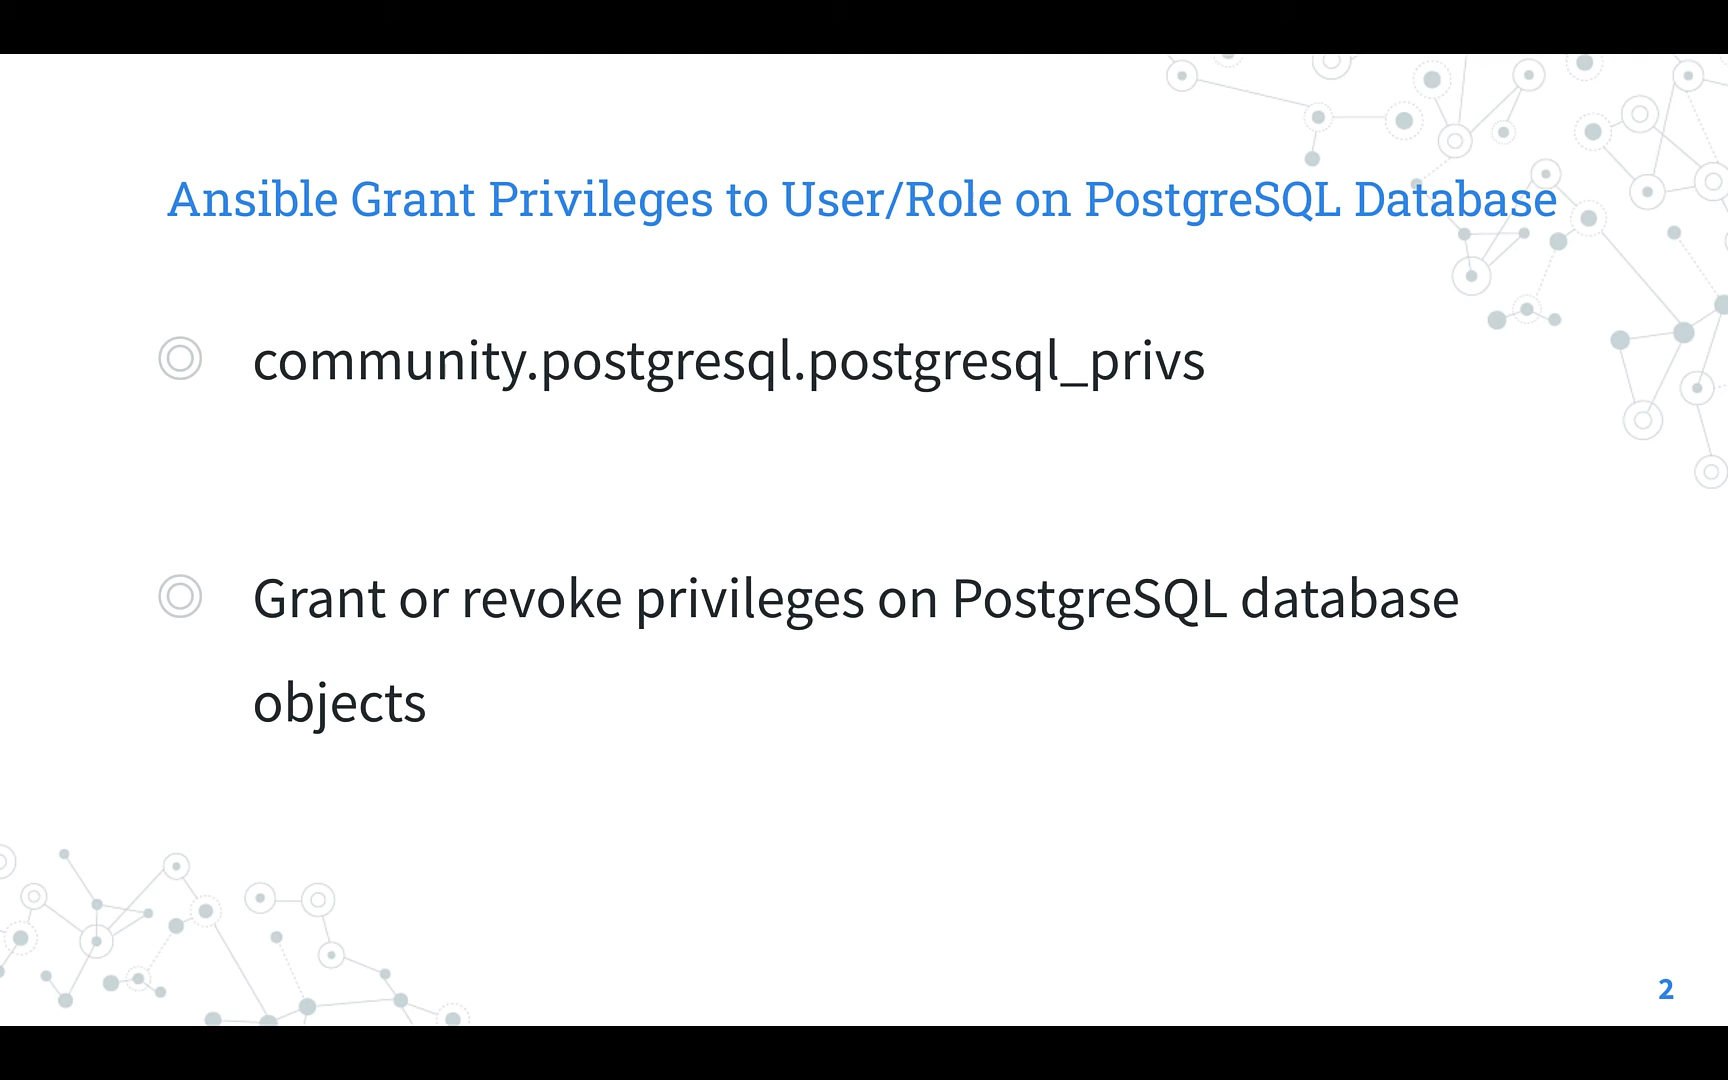 Ansible Grant Privileges to User/Role on PostgreSQL Database
community.postgresql.postgresql_privs
Grant or revoke privileges on PostgreSQL database
objects
2